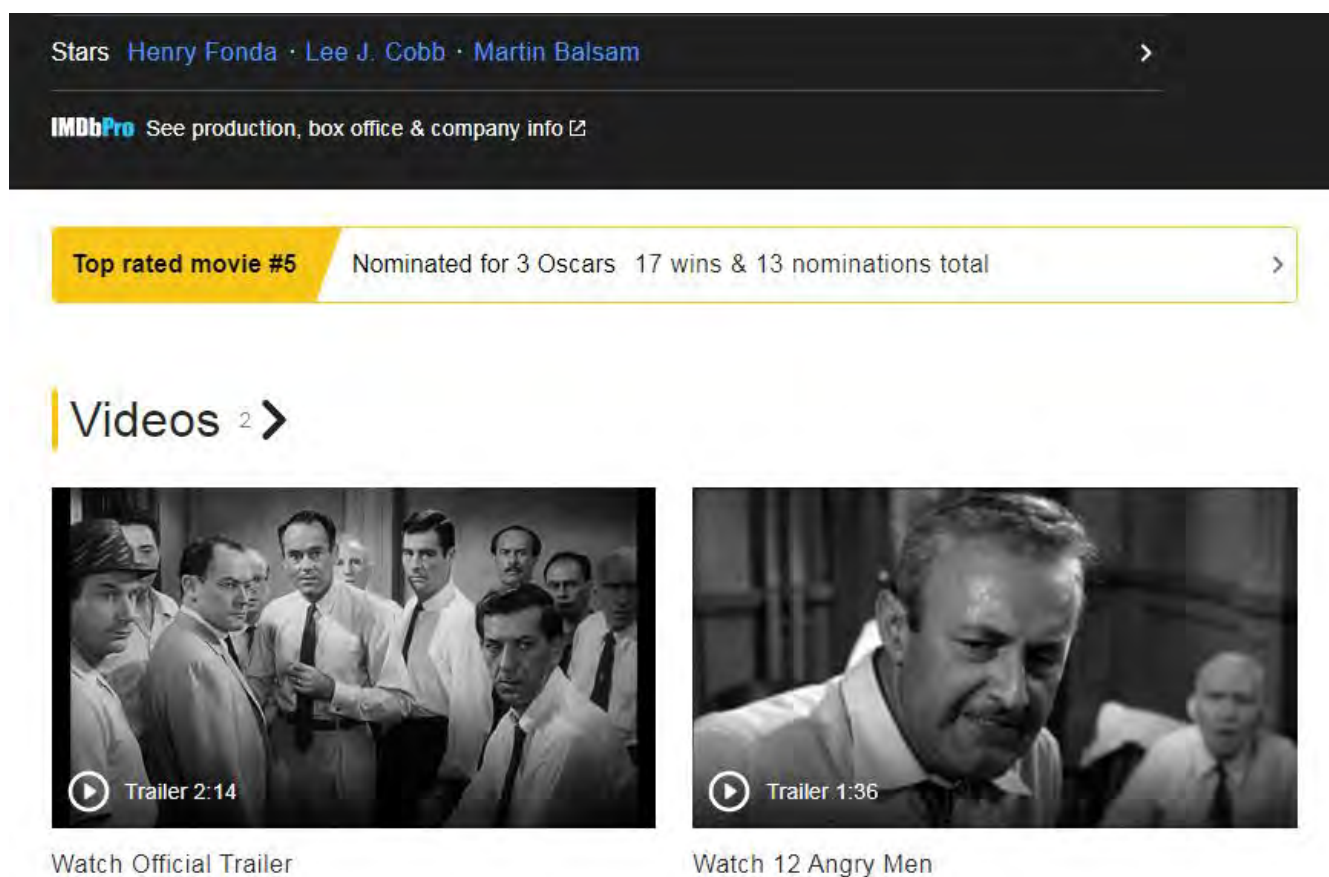 Stars Henry Fonda · Lee J. Cobb · Martin Balsam
IMDbPro See production, box office & company info
Top rated movie #5 Nominated for 3 Oscars 17 wins & 13 nominations total
Videos 2
Trailer 2:14
Trailer 1:36
Watch Official Trailer
Watch 12 Angry Men